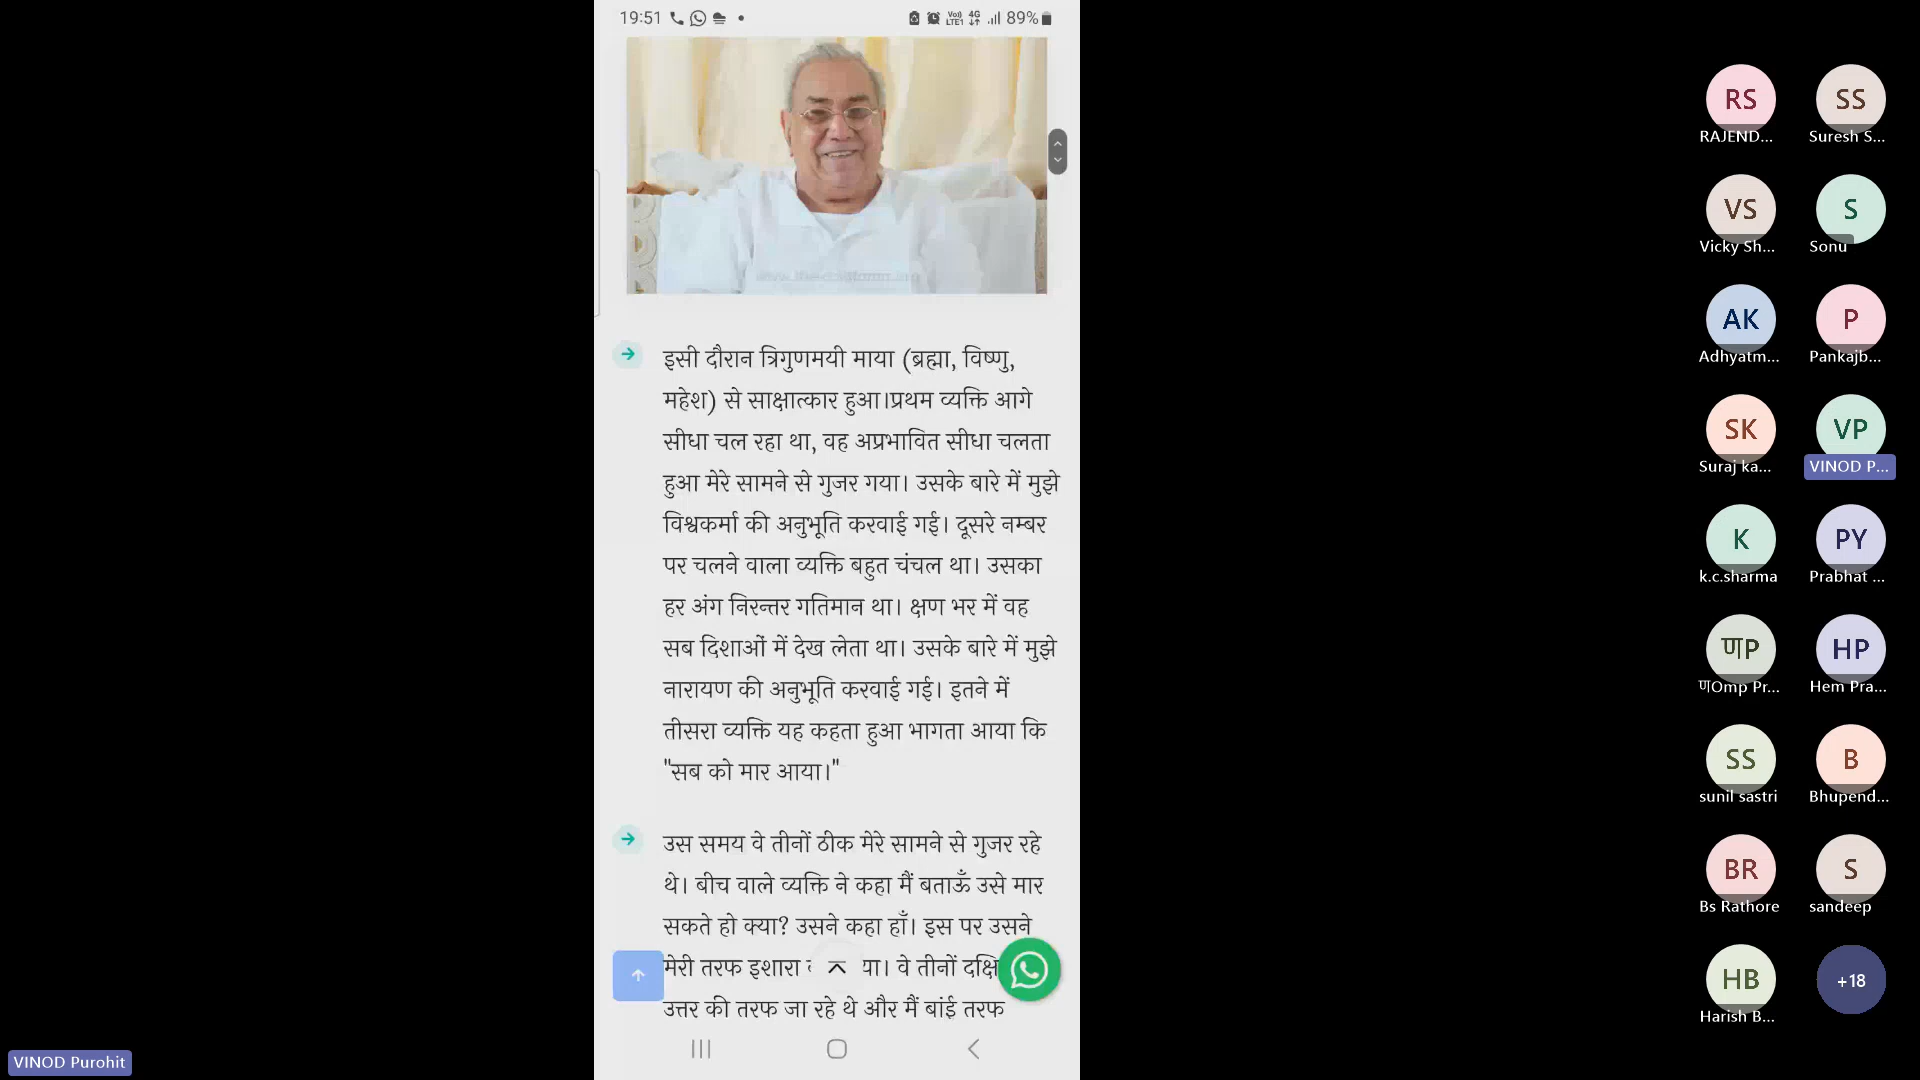 19:51
Vo)) LTE1 4G 89%
इसी दौरान त्रिगुणमयी माया (ब्रह्मा, विष्णु,
महेश) से साक्षात्कार हुआ।प्रथम व्यक्ति आगे
सीधा चल रहा था, वह अप्रभावित सीधा चलता
हुआ मेरे सामने से गुजर गया। उसके बारे में मुझे
विश्वकर्मा की अनुभूति करवाई गई। दूसरे नम्बर
पर चलने वाला व्यक्ति बहुत चंचल था। उसका
हर अंग निरन्तर गतिमान था। क्षण भर में वह
सब दिशाओं में देख लेता था। उसके बारे में मुझे
नारायण की अनुभूति करवाई गई। इतने में
तीसरा व्यक्ति यह कहता हुआ भागता आया कि
"सब को मार आया।"
उस समय वे तीनों ठीक मेरे सामने से गुजर रहे
थे। बीच वाले व्यक्ति ने कहा मैं बताऊँ उसे मार
सकते हो क्या? उसने कहा हाँ। इस पर उसने
मेरी तरफ इशारा या। वे तीनों
उत्तर की तरफ जा रहे थे और मैं बांई तरफ
RS SS
RAJEND... Suresh S...
VS S
Vicky Sh... Sonu
AK P
Adhyatm... Pankajb...
SK VP
Suraj ka... VINOD P...
K PY
k.c.sharma Prabhat ...
णP HP
णOmp Pr... Hem Pra...
SS B
sunil sastri Bhupend...
BR S
Bs Rathore sandeep
HB +18
Harish B...
VINOD Purohit